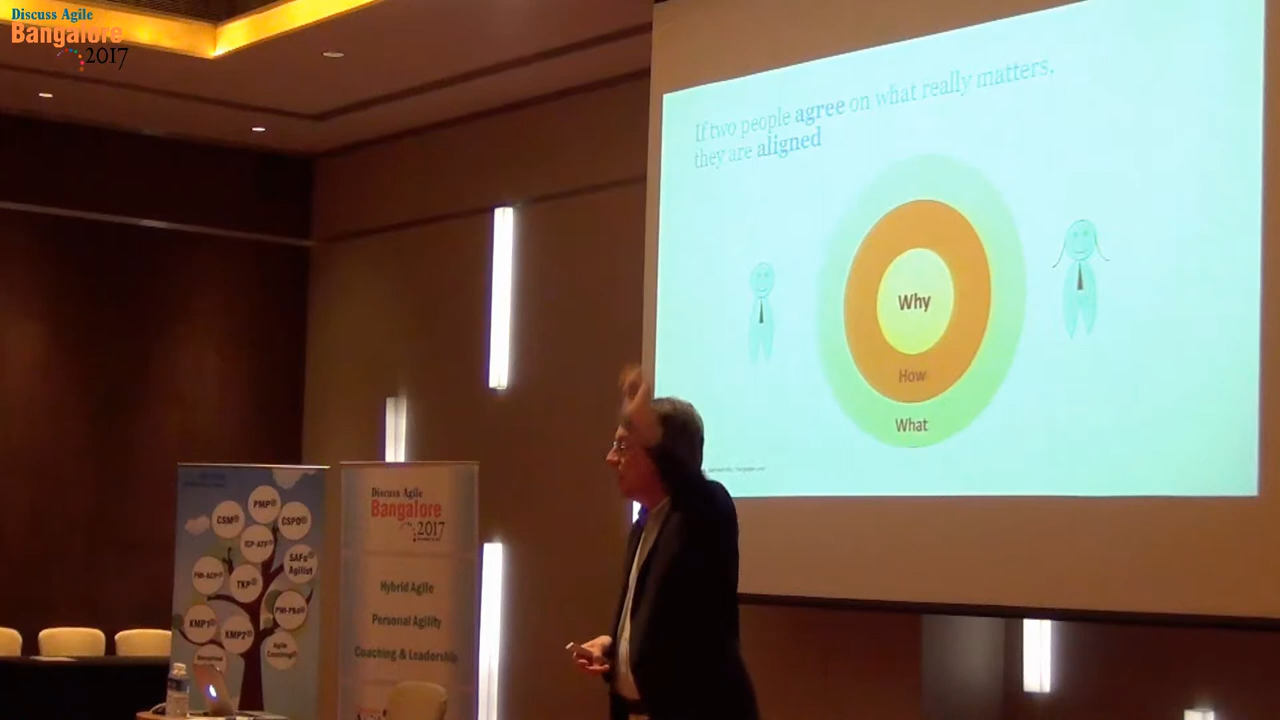 Discuss Agile
Bangalore
2017
If two people agree on what really matters,
they are aligned
Why
How
What
PMP®
CSM®
CSPO®
ICP-ATF®
SAFe®
Agilist
PMI-ACP®
TKP®
PMI-PBA®
KMP1®
KMP2®
Agile
Coaching®
Discuss Agile
Bangalore
2017
Hybrid Agile
Personal Agility
Coaching & Leadership